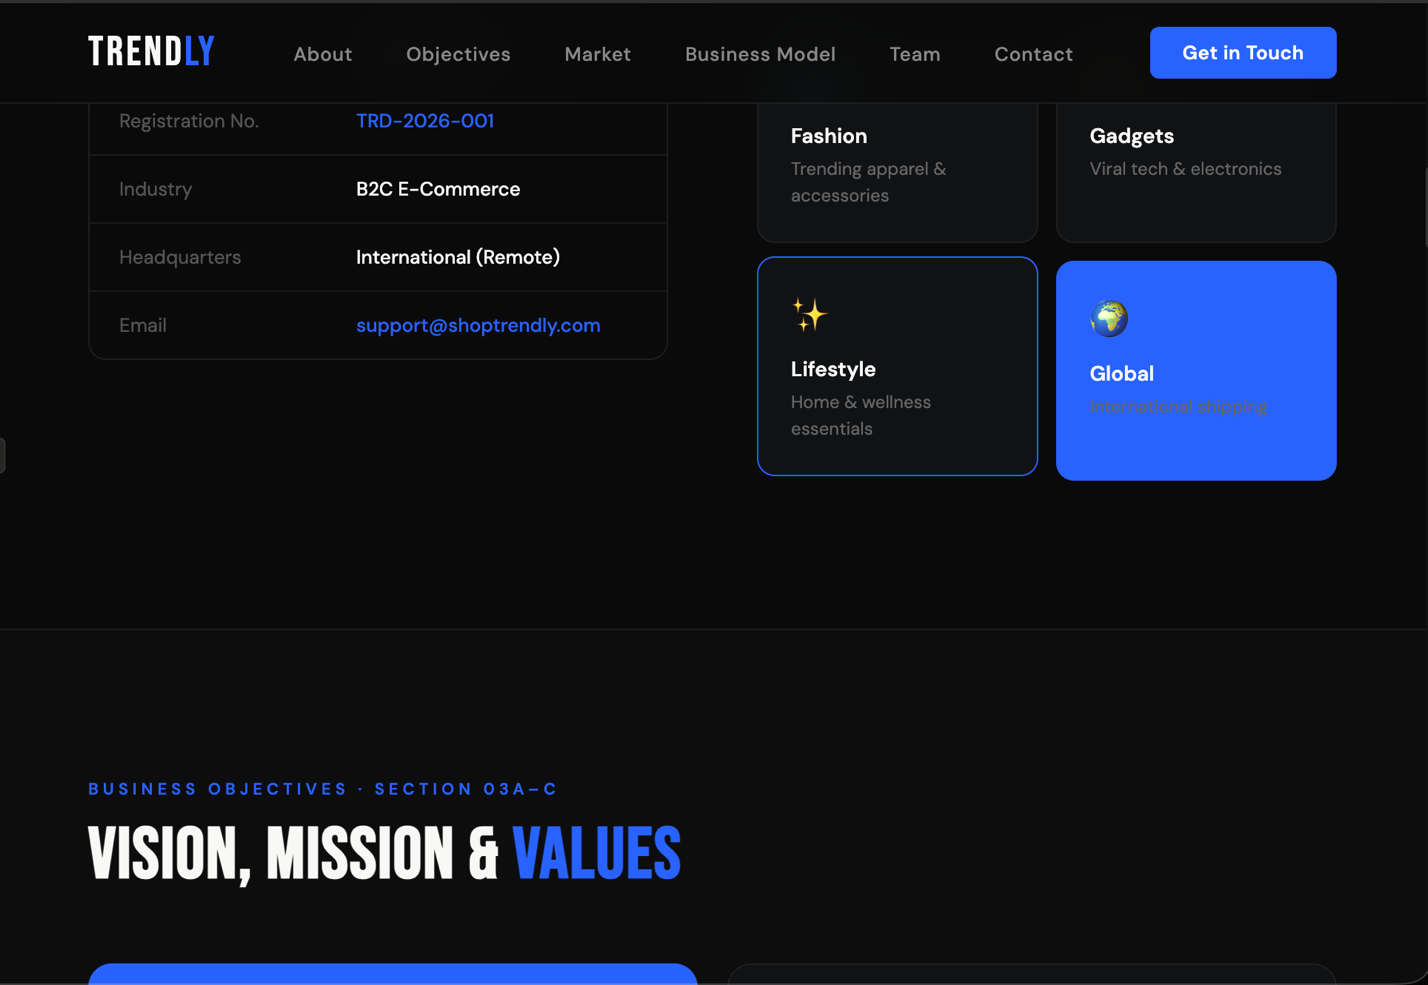 TRENDLY
About
Objectives
Market
Business Model
Team
Contact
Get in Touch
Registration No.
TRD-2026-001
Industry
B2C E-Commerce
Headquarters
International (Remote)
Email
support@shoptrendly.com
Fashion
Trending apparel &
accessories
Gadgets
Viral tech & electronics
Lifestyle
Home & wellness
essentials
Global
International shipping
BUSINESS OBJECTIVES · SECTION 03A–C
VISION, MISSION & VALUES